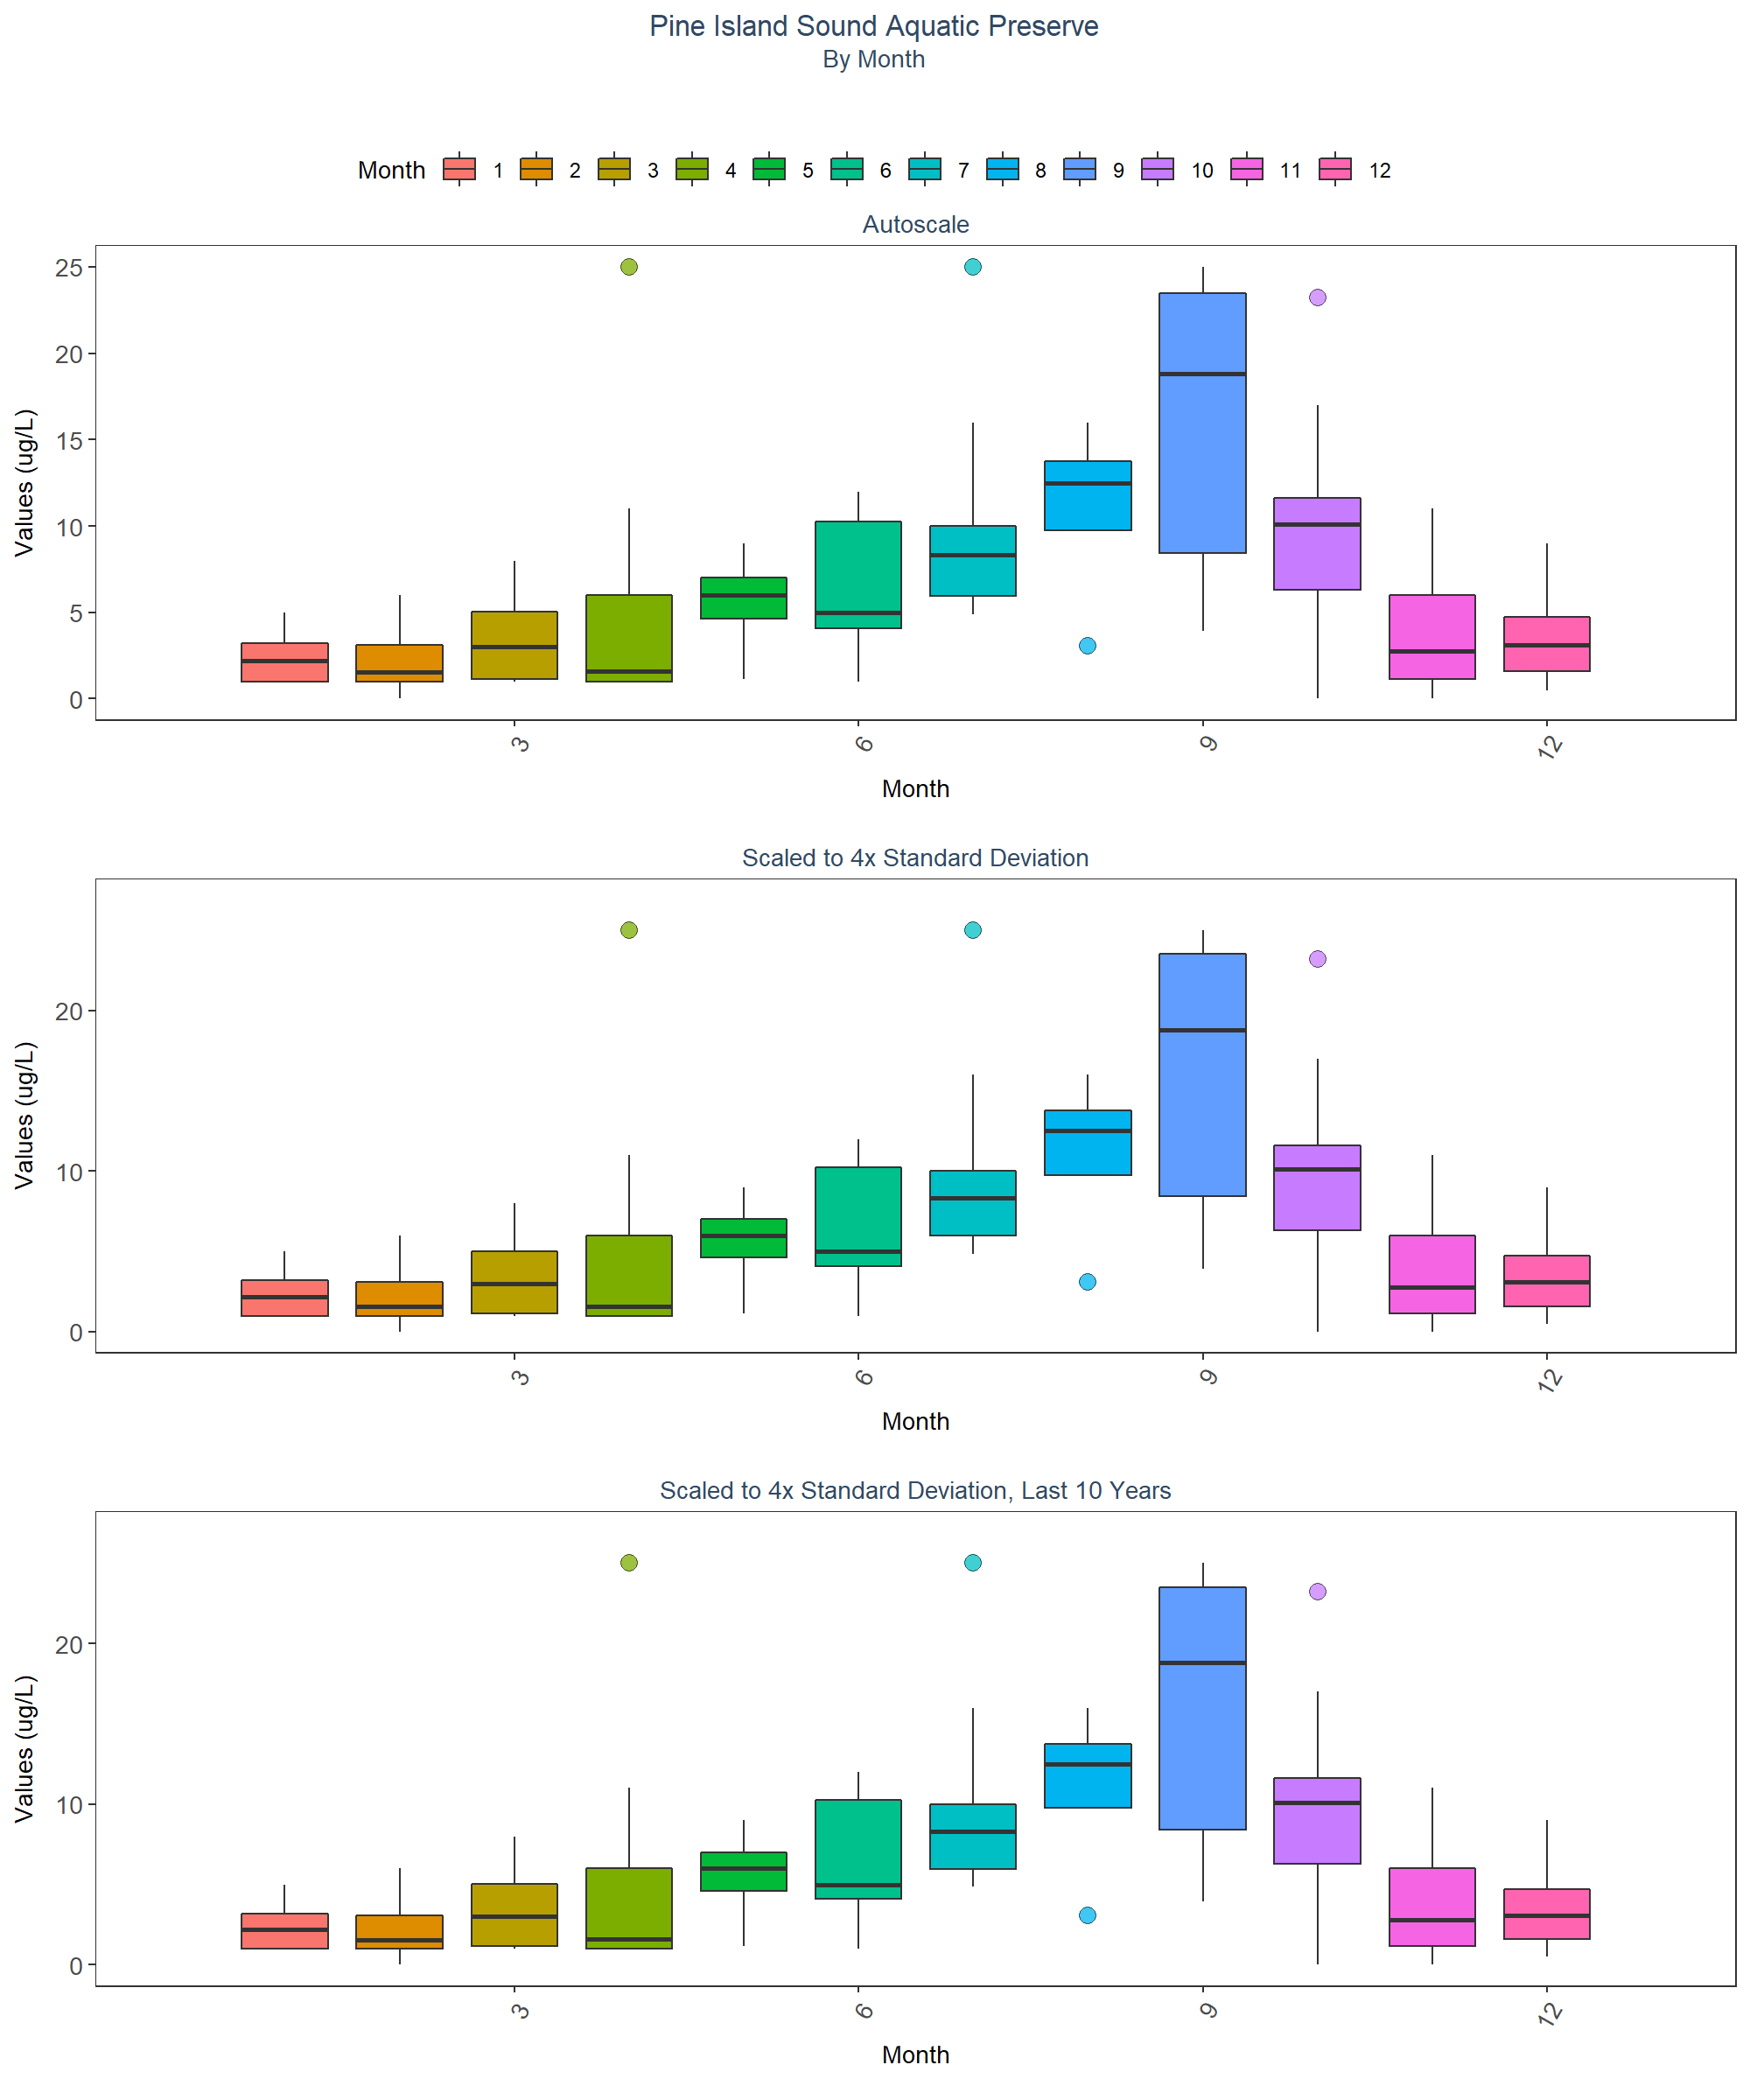 Pine Island Sound Aquatic Preserve
By Month
Month 1 2 3 4 5 6 7 8 9 10 11 12
Autoscale
Values (ug/L)
25
20
15
10
5
0
3 6 9 12
Month
Scaled to 4x Standard Deviation
Values (ug/L)
20
10
0
3 6 9 12
Month
Scaled to 4x Standard Deviation, Last 10 Years
Values (ug/L)
20
10
0
3 6 9 12
Month